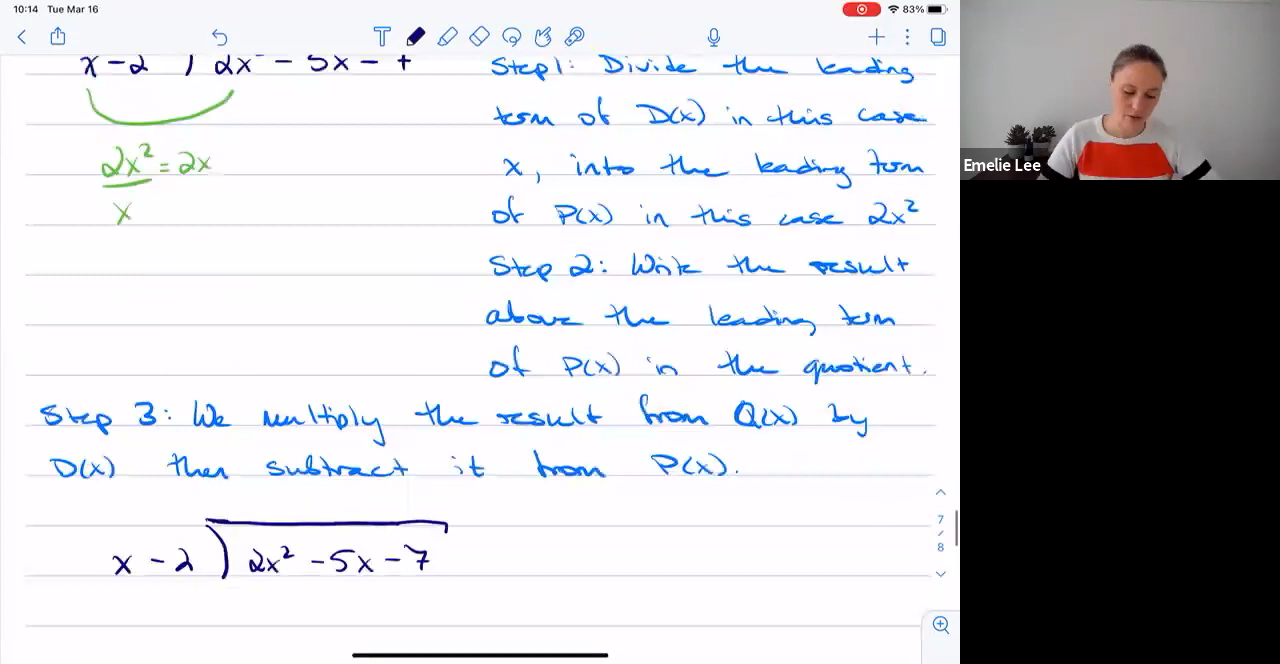 10:14 Tue Mar 16
83%
x - 2 ) 2x - 5x - 7
Step 1: Divide the leading
term of D(x) in this case
x, into the leading term
of P(x) in this case 2x²
2x² = 2x
x
Step 2: Write the result
above the leading term
of P(x) in the quotient.
Step 3: We multiply the result from Q(x) by
D(x) then subtract it from P(x).
x - 2 ) 2x² - 5x - 7
7
/
8
Emelie Lee